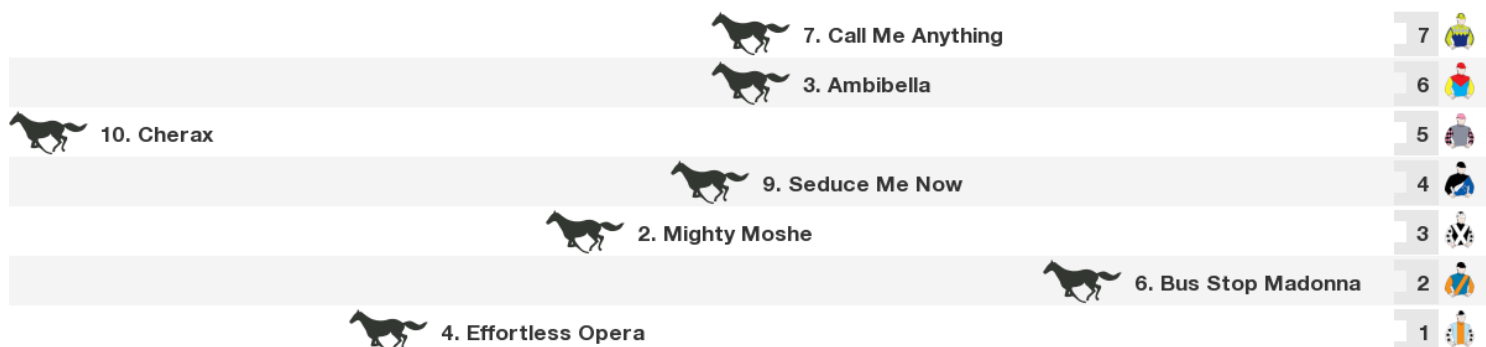 7. Call Me Anything 7
3. Ambibella 6
10. Cherax 5
9. Seduce Me Now 4
2. Mighty Moshe 3
6. Bus Stop Madonna 2
4. Effortless Opera 1